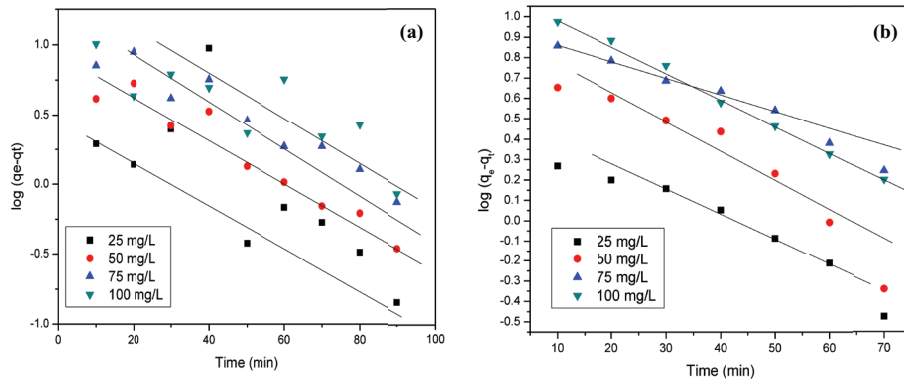 (a)
log (qe-qt)
1.0
0.5
0.0
-0.5
-1.0
25 mg/L
50 mg/L
75 mg/L
100 mg/L
0 20 40 60 80 100
Time (min)
(b)
log (qe-qt)
1.0
0.9
0.8
0.7
0.6
0.5
0.4
0.3
0.2
0.1
0.0
-0.1
-0.2
-0.3
-0.4
-0.5
25 mg/L
50 mg/L
75 mg/L
100 mg/L
10 20 30 40 50 60 70
Time (min)